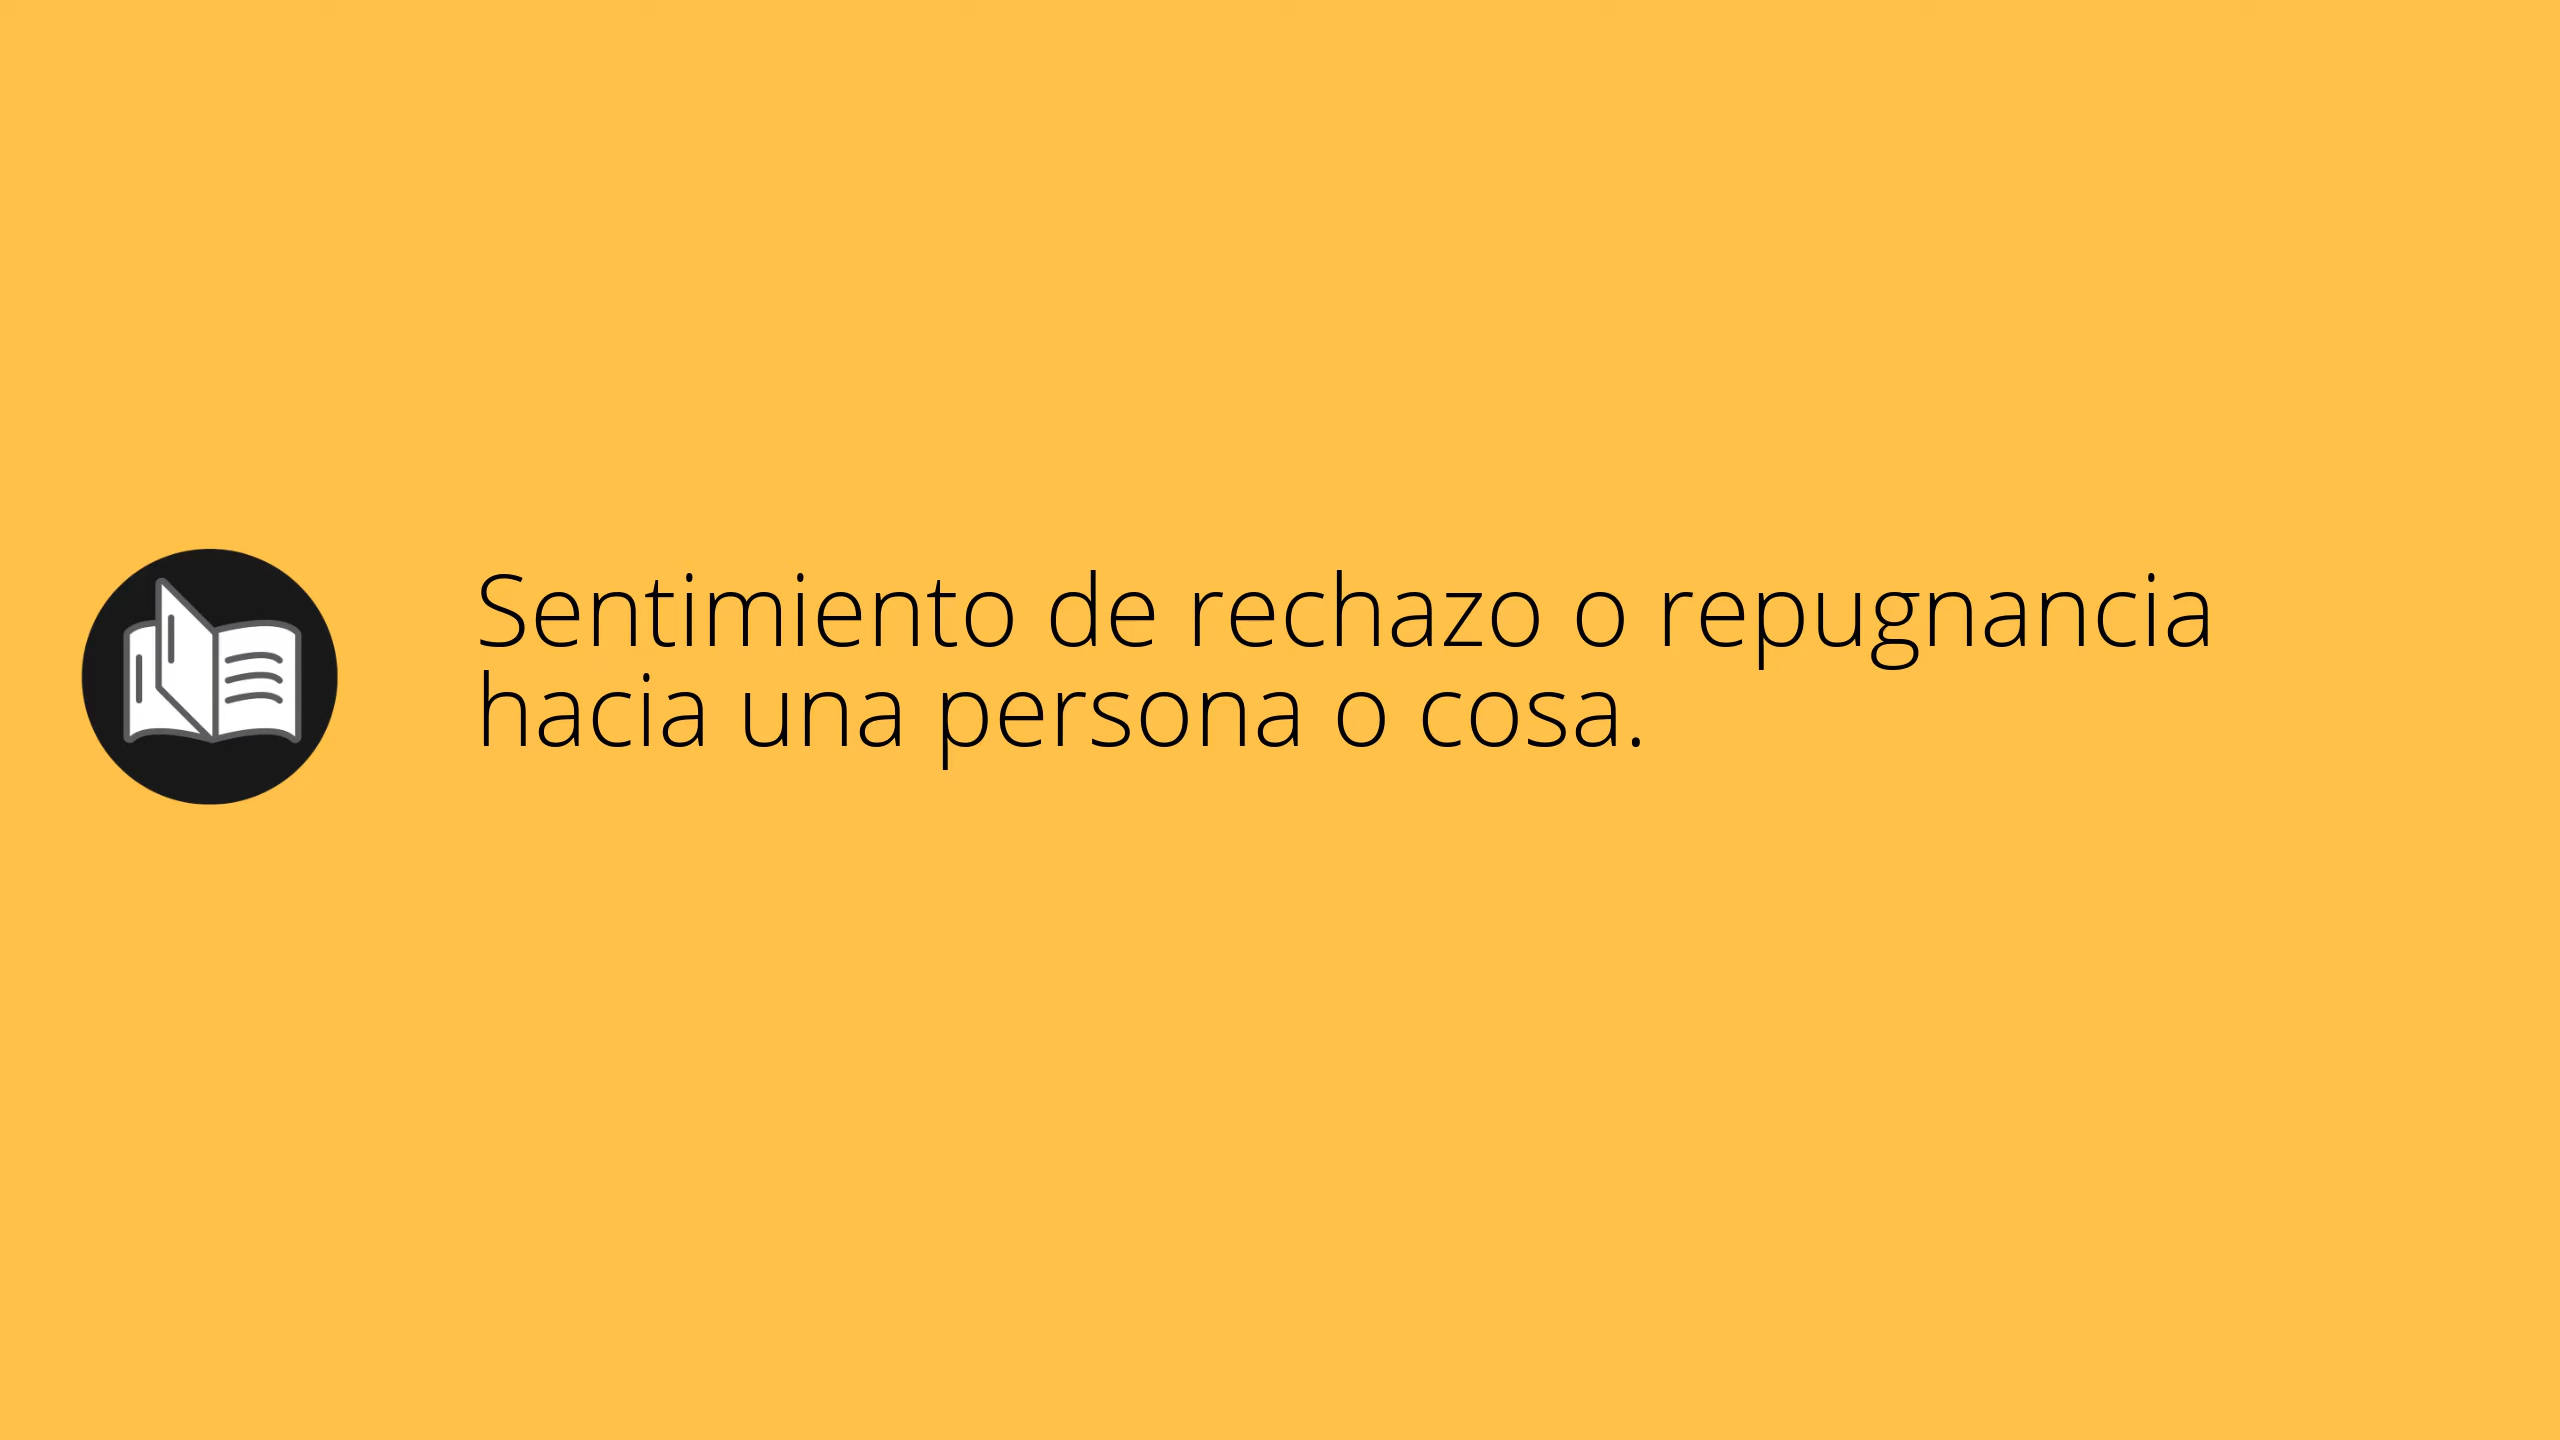 Sentimiento de rechazo o repugnancia
hacia una persona o cosa.